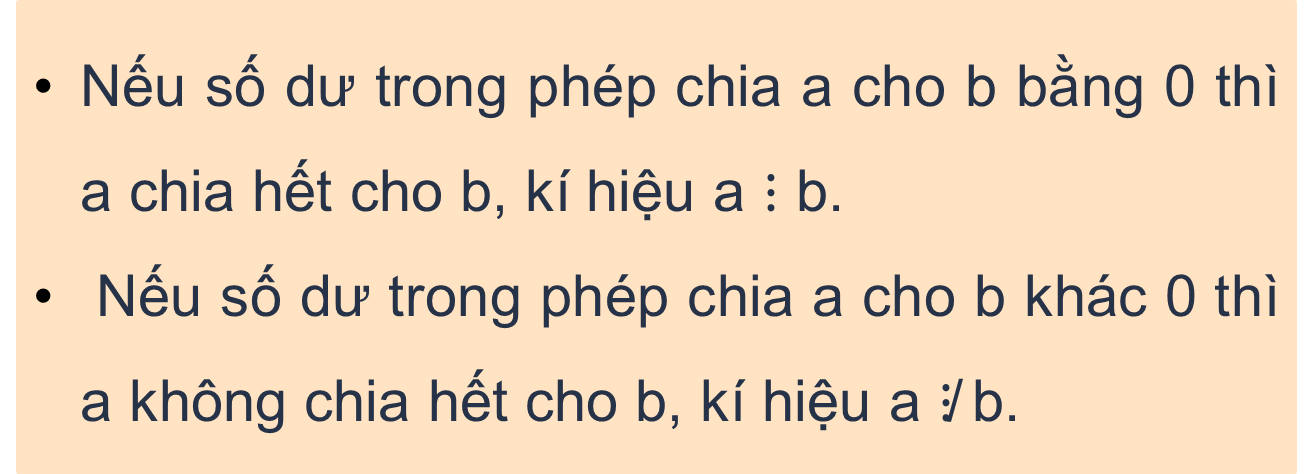 • Nếu số dư trong phép chia a cho b bằng 0 thì
a chia hết cho b, kí hiệu a ⋮ b.
• Nếu số dư trong phép chia a cho b khác 0 thì
a không chia hết cho b, kí hiệu a ⋮̸ b.